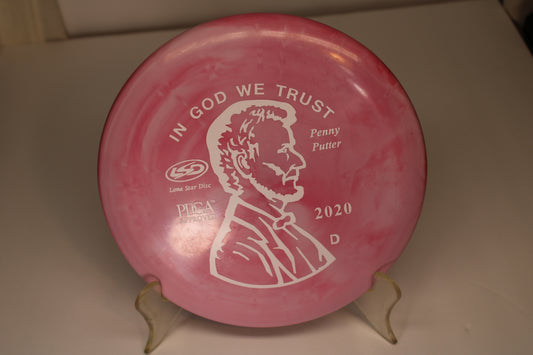 IN GOD WE TRUST
Penny
Putter
LSD
Lone Star Disc
PDGA
APPROVED
2020
D